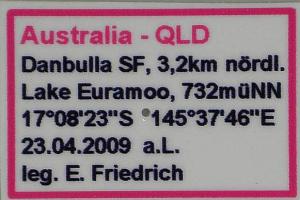 Australia - QLD
Danbulla SF, 3,2km nördl.
Lake Euramoo, 732müNN
17°08'23"S 145°37'46"E
23.04.2009 a.L.
leg. E. Friedrich